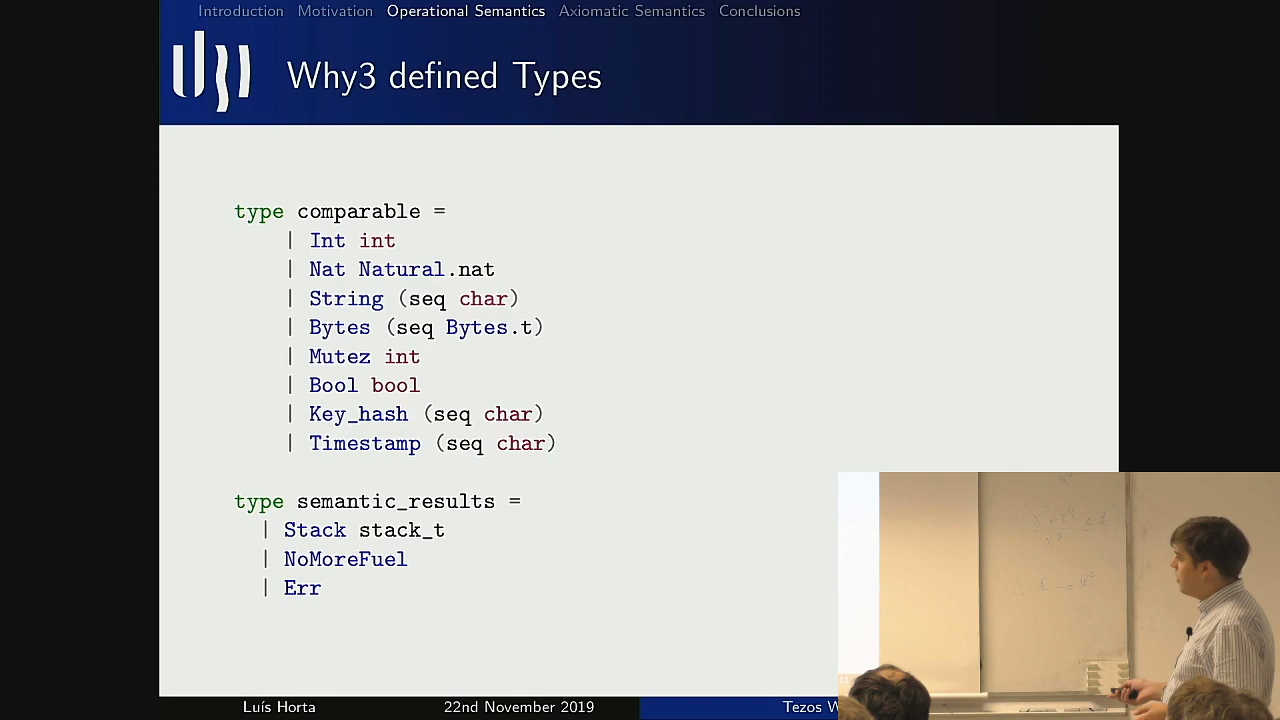 Introduction Motivation Operational Semantics Axiomatic Semantics Conclusions
Why3 defined Types
type comparable =
| Int int
| Nat Natural.nat
| String (seq char)
| Bytes (seq Bytes.t)
| Mutez int
| Bool bool
| Key_hash (seq char)
| Timestamp (seq char)
type semantic_results =
| Stack stack_t
| NoMoreFuel
| Err
Luís Horta 22nd November 2019 Tezos